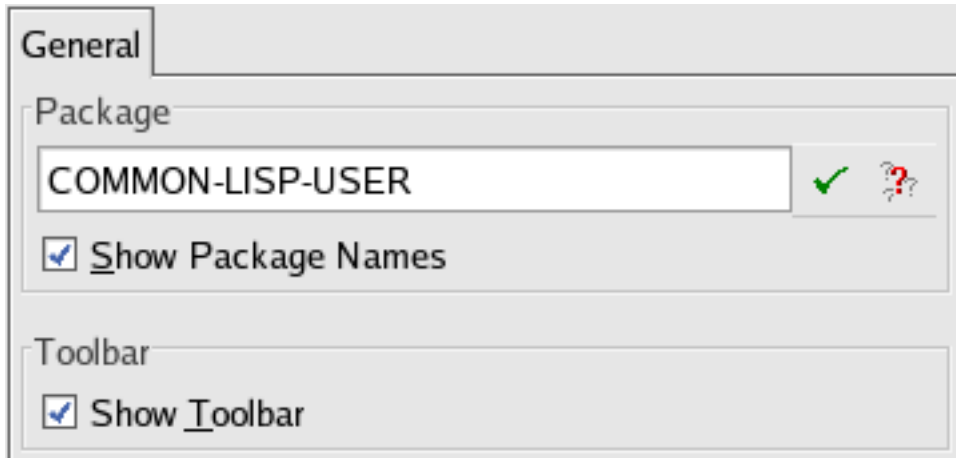 General
Package
COMMON-LISP-USER
Show Package Names
Toolbar
Show Toolbar